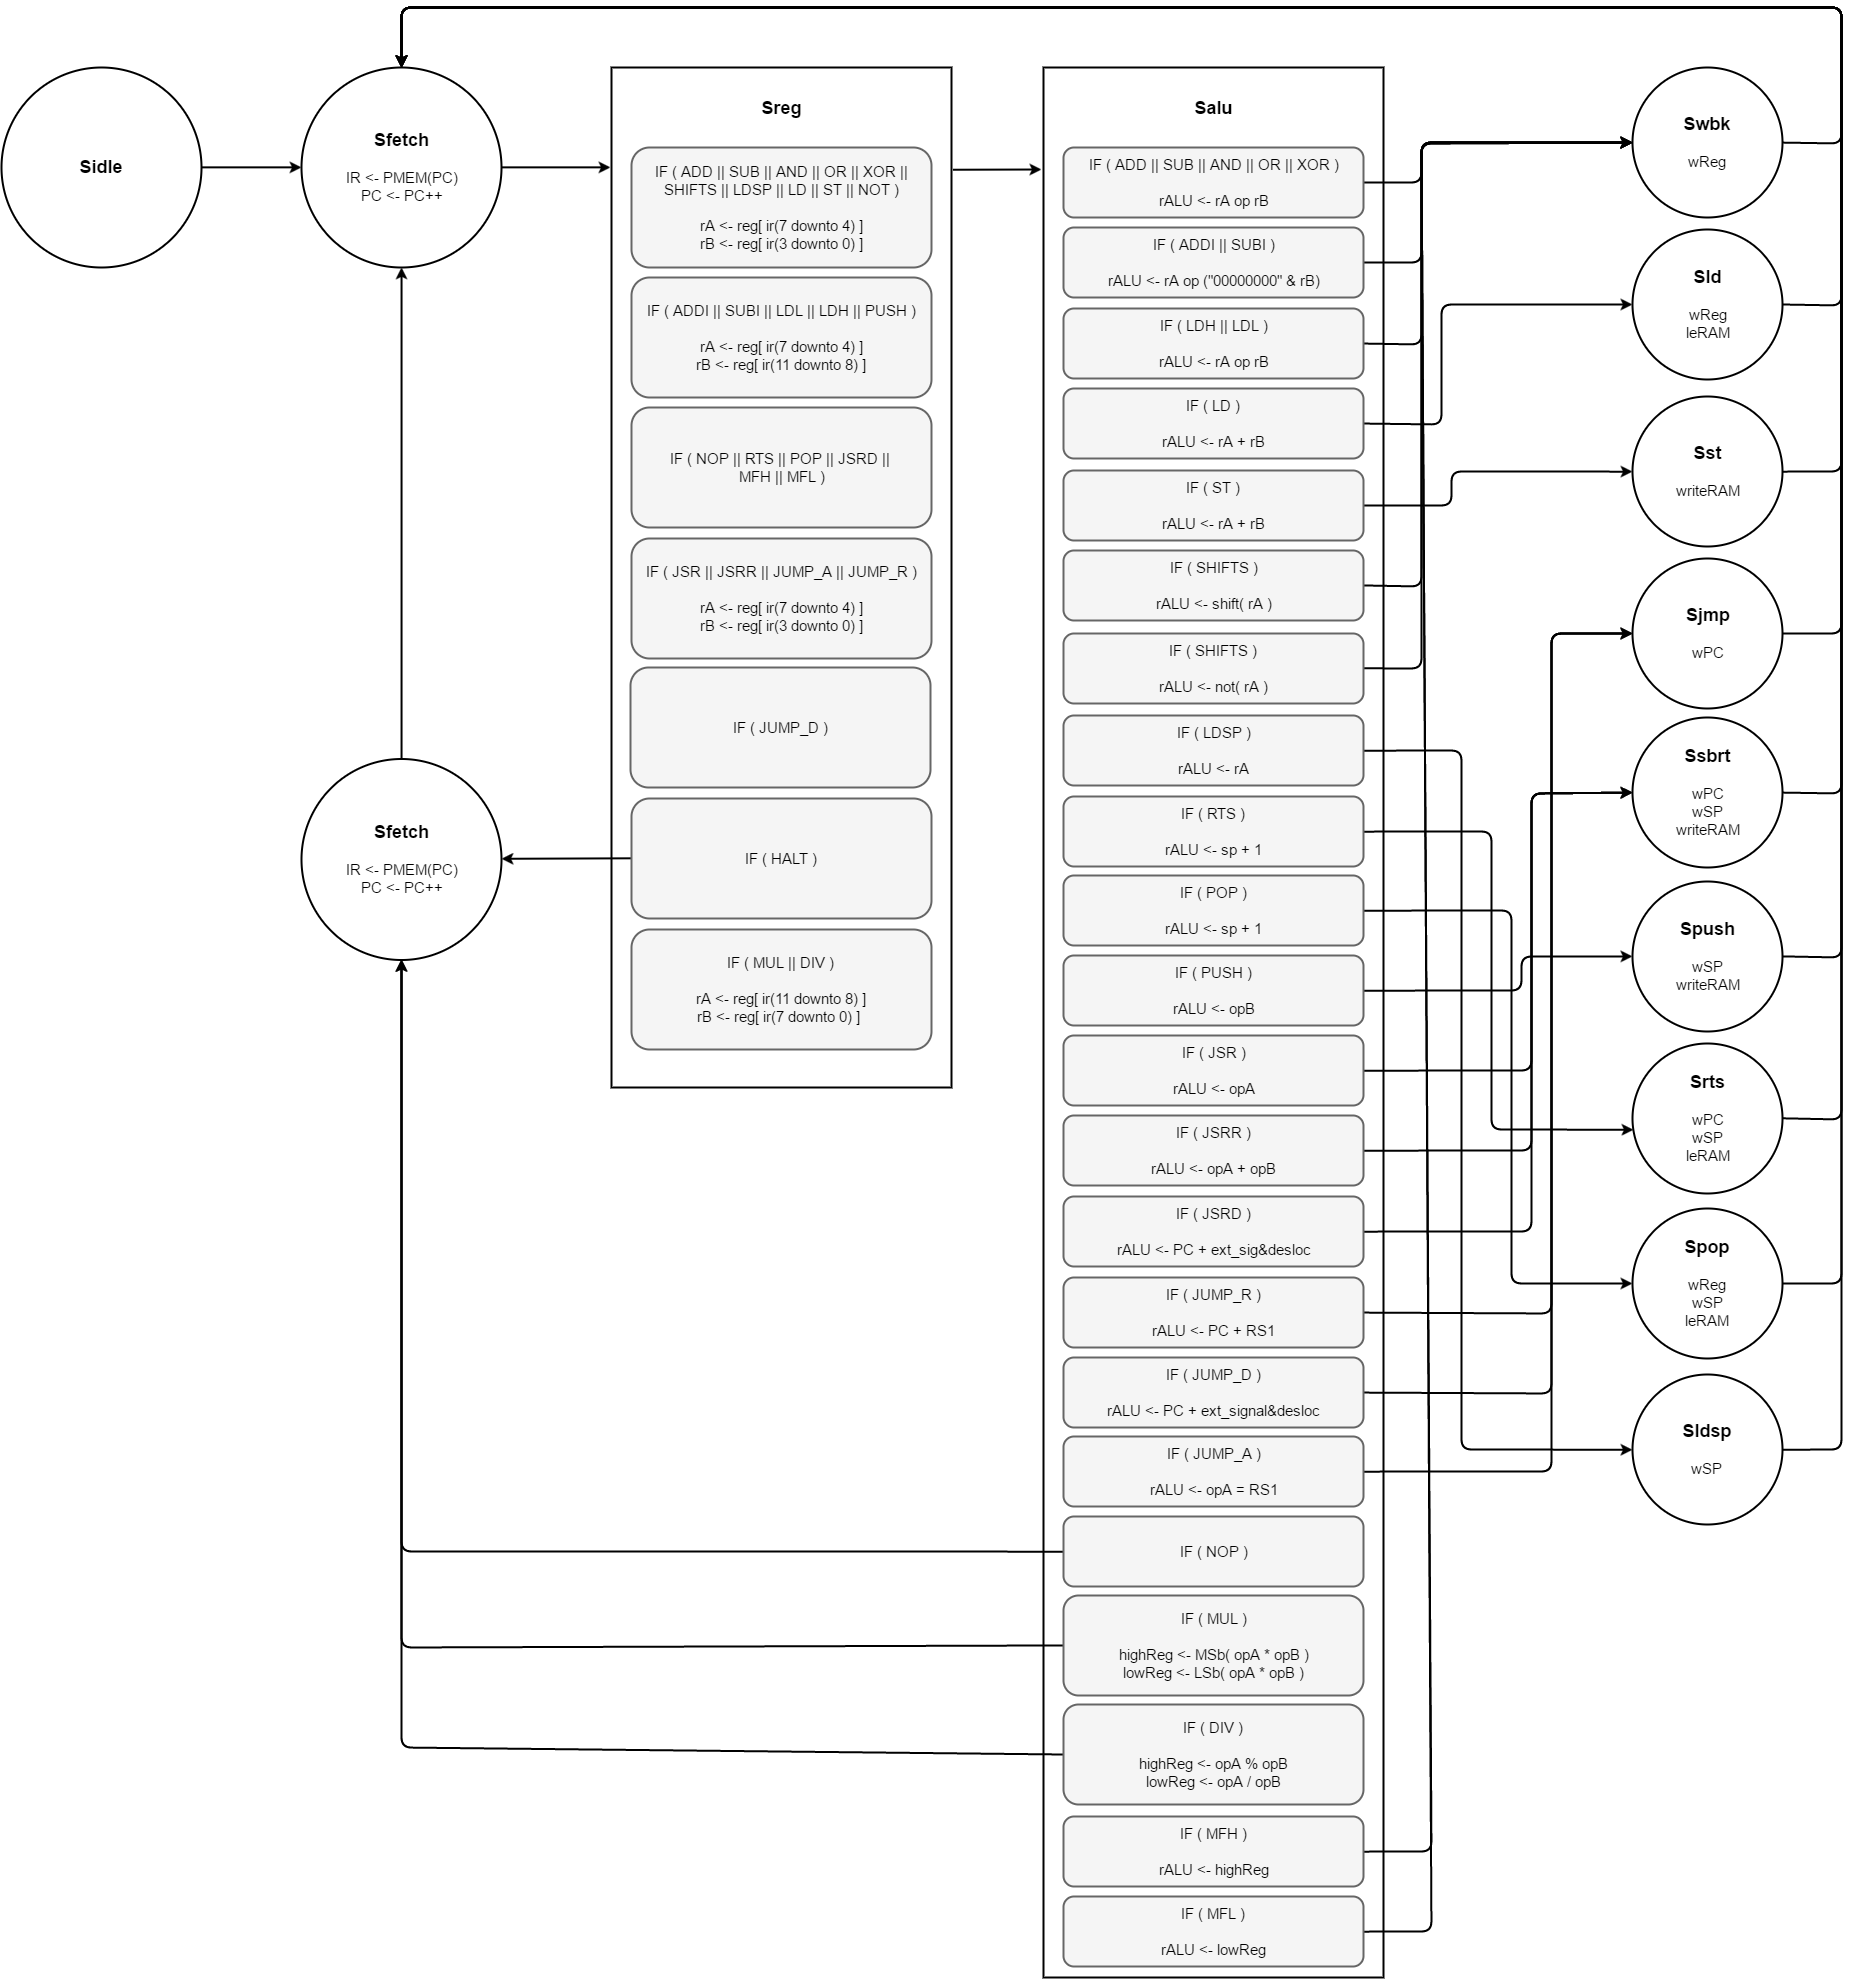 Sidle
Sfetch
IR <- PMEM(PC)
PC <- PC++
Sfetch
IR <- PMEM(PC)
PC <- PC++
Sreg
IF ( ADD || SUB || AND || OR || XOR ||
SHIFTS || LDSP || LD || ST || NOT )
rA <- reg[ ir(7 downto 4) ]
rB <- reg[ ir(3 downto 0) ]
IF ( ADDI || SUBI || LDL || LDH || PUSH )
rA <- reg[ ir(7 downto 4) ]
rB <- reg[ ir(11 downto 8) ]
IF ( NOP || RTS || POP || JSRD ||
MFH || MFL )
IF ( JSR || JSRR || JUMP_A || JUMP_R )
rA <- reg[ ir(7 downto 4) ]
rB <- reg[ ir(3 downto 0) ]
IF ( JUMP_D )
IF ( HALT )
IF ( MUL || DIV )
rA <- reg[ ir(11 downto 8) ]
rB <- reg[ ir(7 downto 0) ]
Salu
IF ( ADD || SUB || AND || OR || XOR )
rALU <- rA op rB
IF ( ADDI || SUBI )
rALU <- rA op ("00000000" & rB)
IF ( LDH || LDL )
rALU <- rA op rB
IF ( LD )
rALU <- rA + rB
IF ( ST )
rALU <- rA + rB
IF ( SHIFTS )
rALU <- shift( rA )
IF ( SHIFTS )
rALU <- not( rA )
IF ( LDSP )
rALU <- rA
IF ( RTS )
rALU <- sp + 1
IF ( POP )
rALU <- sp + 1
IF ( PUSH )
rALU <- opB
IF ( JSR )
rALU <- opA
IF ( JSRR )
rALU <- opA + opB
IF ( JSRD )
rALU <- PC + ext_sig&desloc
IF ( JUMP_R )
rALU <- PC + RS1
IF ( JUMP_D )
rALU <- PC + ext_signal&desloc
IF ( JUMP_A )
rALU <- opA = RS1
IF ( NOP )
IF ( MUL )
highReg <- MSb( opA * opB )
lowReg <- LSb( opA * opB )
IF ( DIV )
highReg <- opA % opB
lowReg <- opA / opB
IF ( MFH )
rALU <- highReg
IF ( MFL )
rALU <- lowReg
Swbk
wReg
Sld
wReg
leRAM
Sst
writeRAM
Sjmp
wPC
Ssbrt
wPC
wSP
writeRAM
Spush
wSP
writeRAM
Srts
wPC
wSP
leRAM
Spop
wReg
wSP
leRAM
Sldsp
wSP